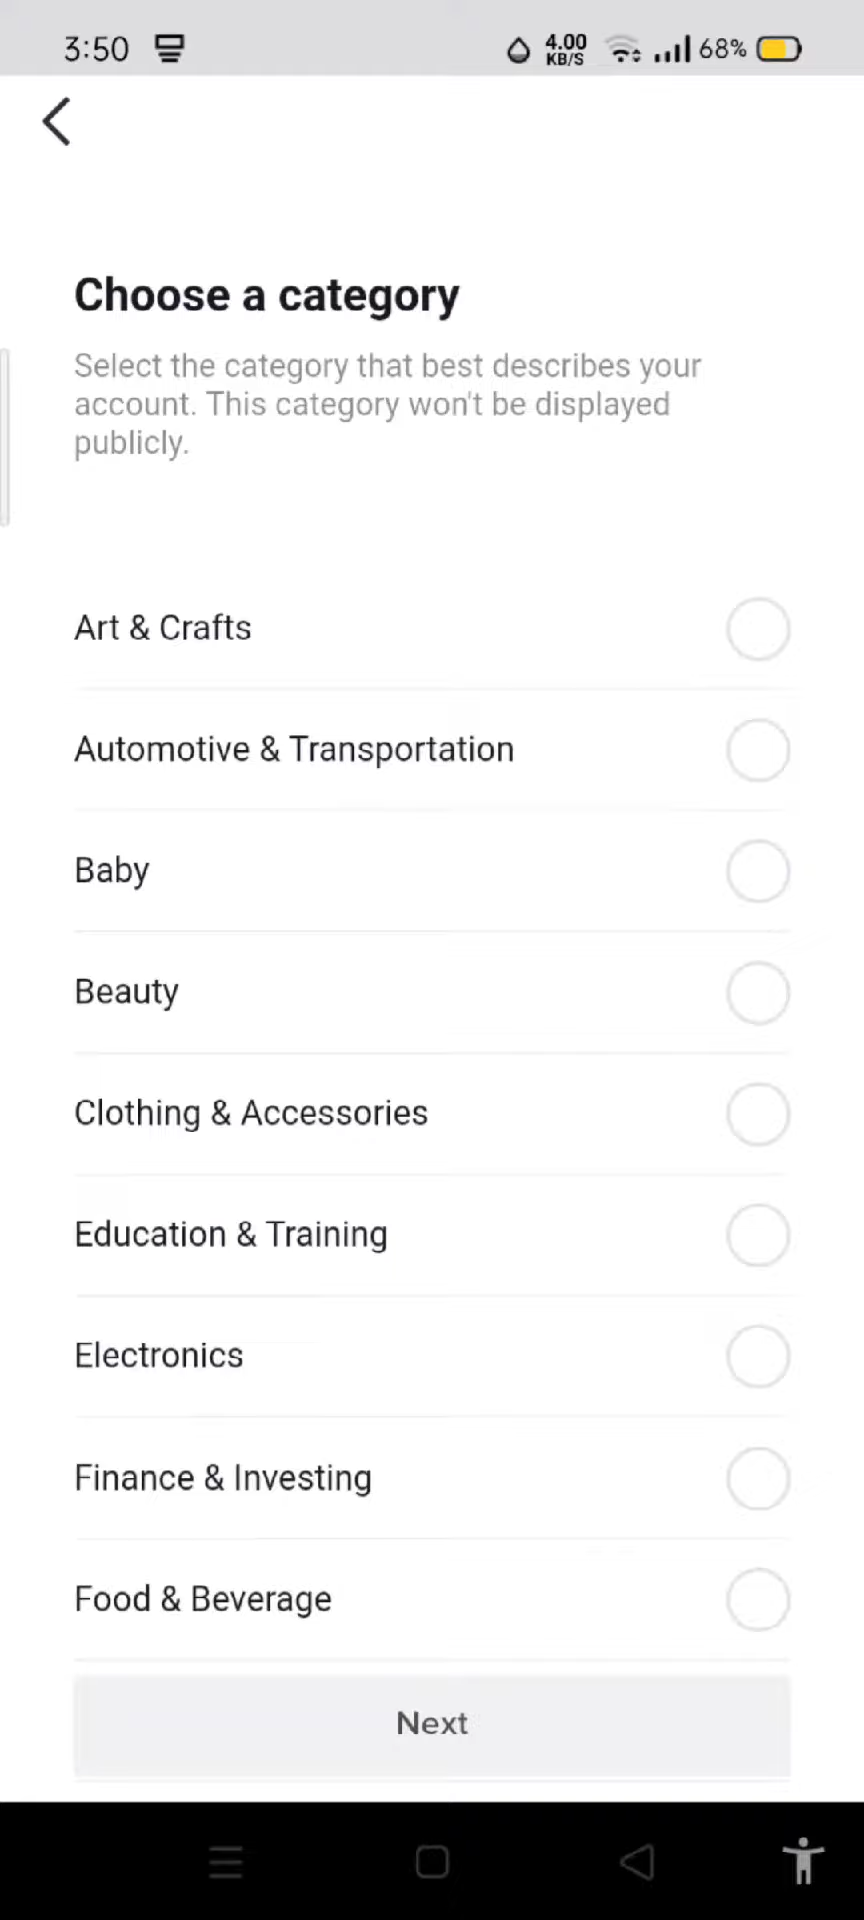 3:50
4.00
KB/S
68%
Choose a category
Select the category that best describes your
account. This category won't be displayed
publicly.
Art & Crafts
Automotive & Transportation
Baby
Beauty
Clothing & Accessories
Education & Training
Electronics
Finance & Investing
Food & Beverage
Next